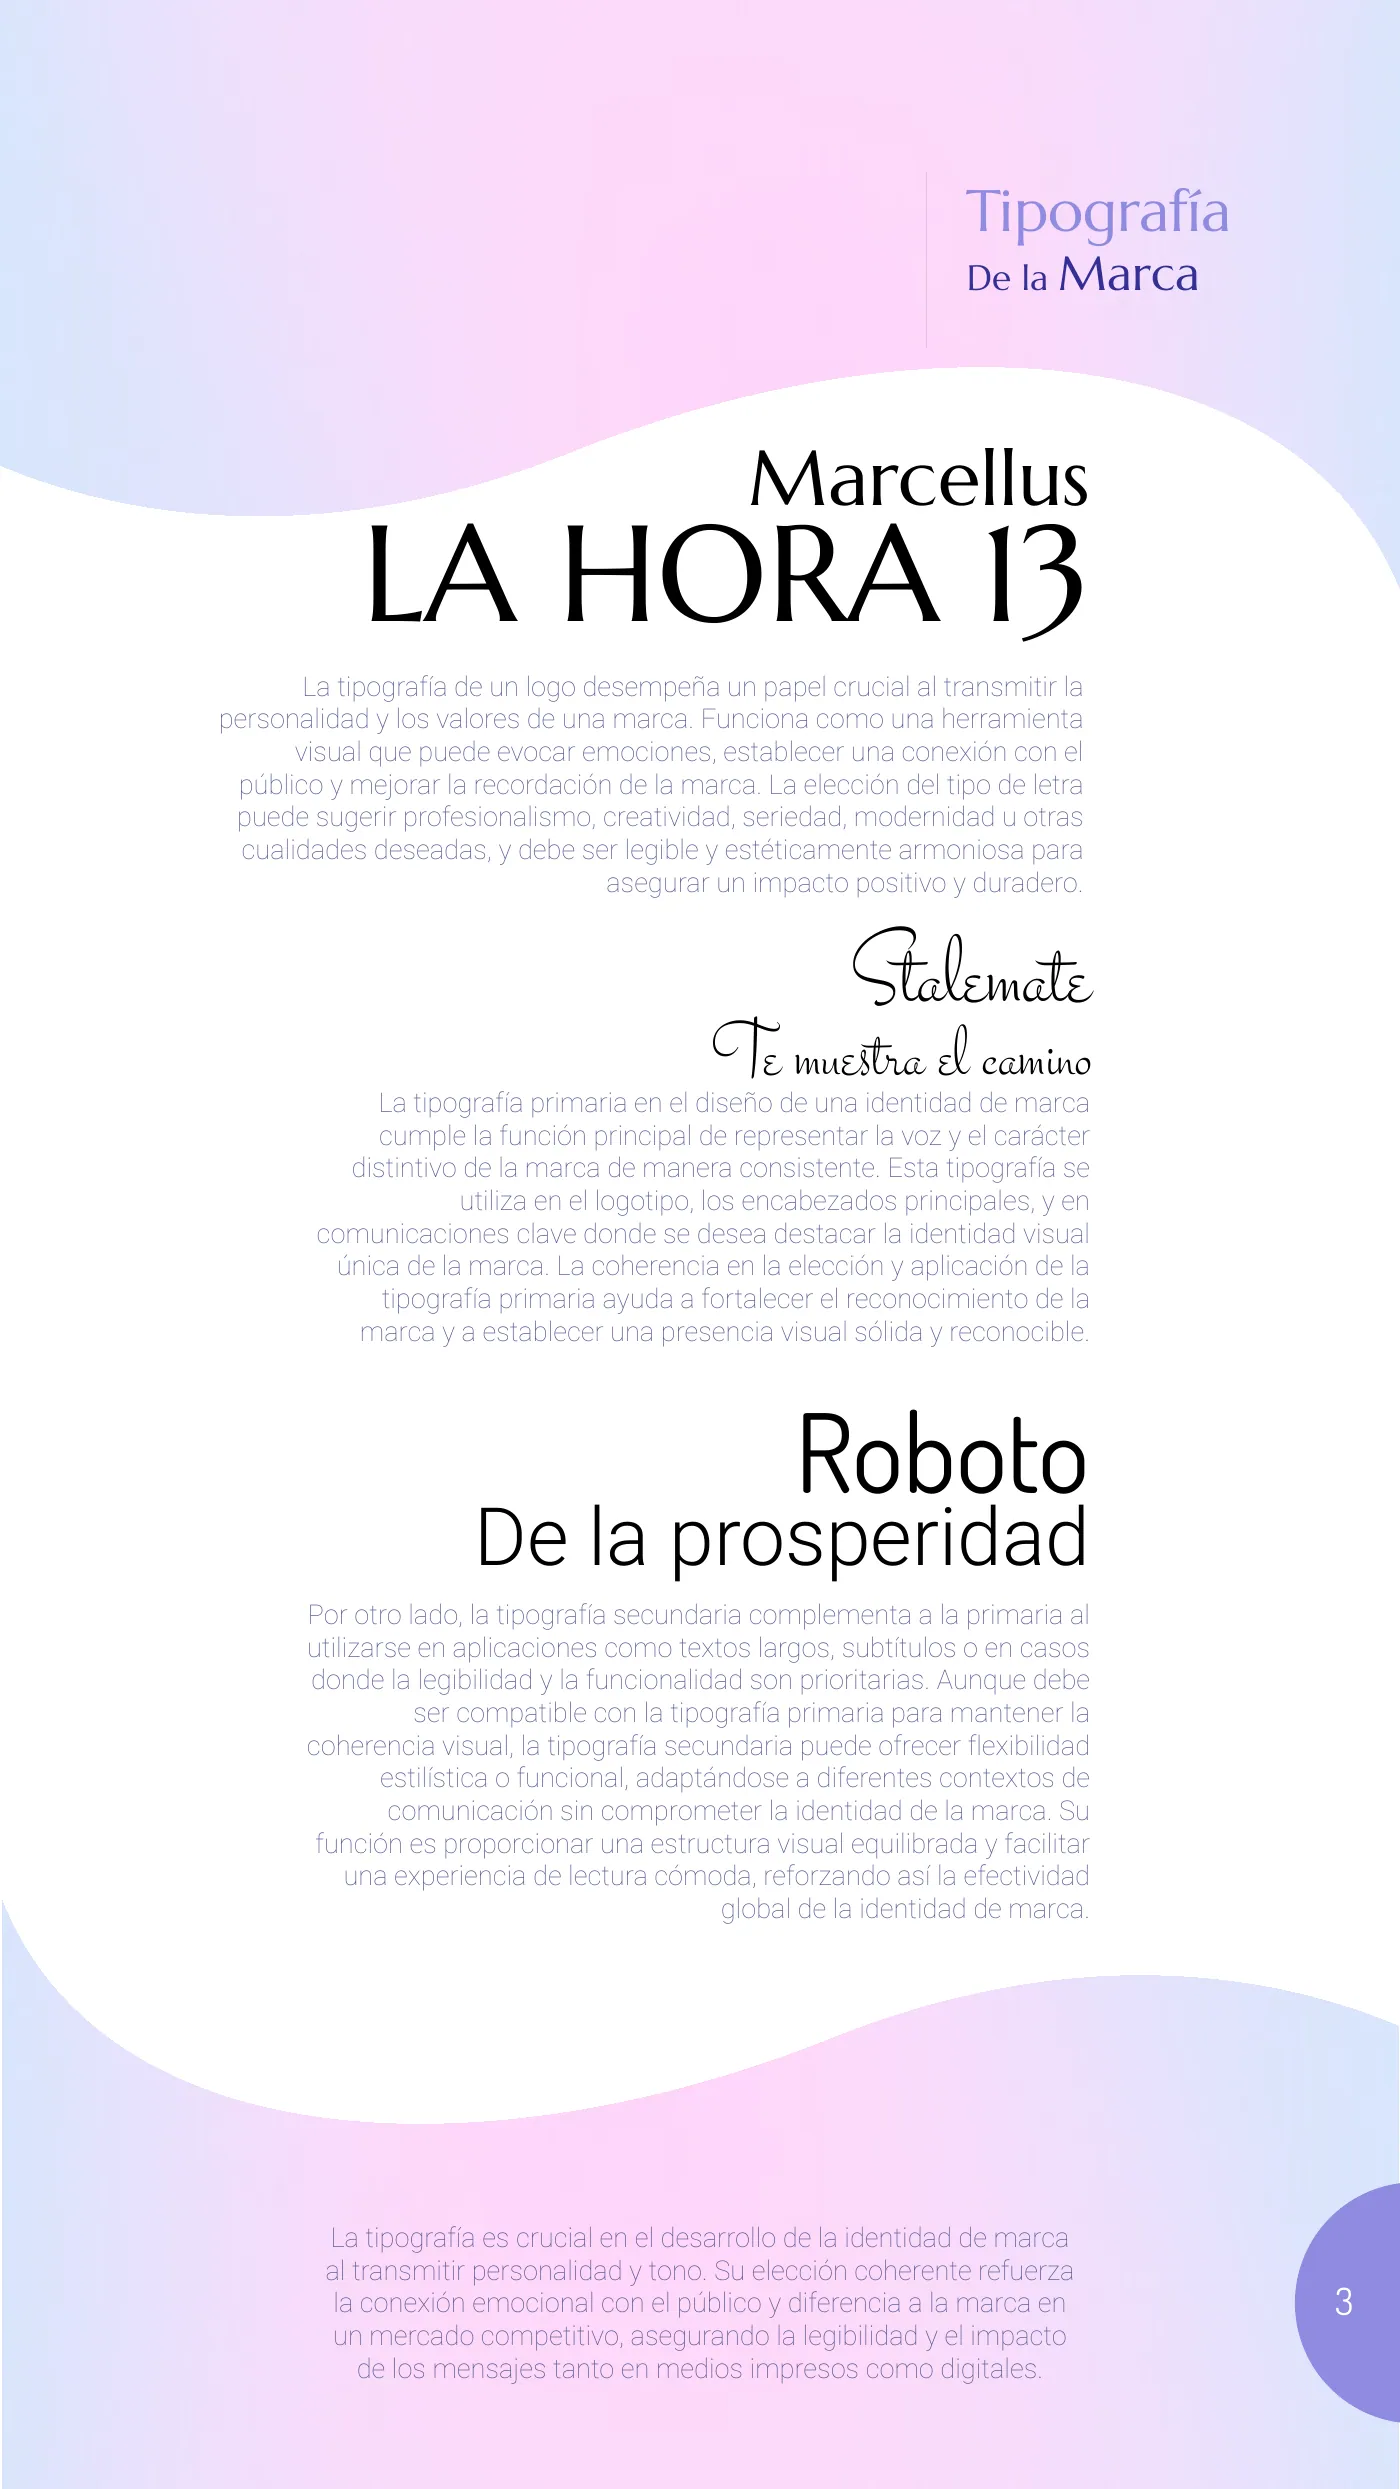 Tipografía
De la Marca
Marcellus
LA HORA 13
La tipografía de un logo desempeña un papel crucial al transmitir la
personalidad y los valores de una marca. Funciona como una herramienta
visual que puede evocar emociones, establecer una conexión con el
público y mejorar la recordación de la marca. La elección del tipo de letra
puede sugerir profesionalismo, creatividad, seriedad, modernidad u otras
cualidades deseadas, y debe ser legible y estéticamente armoniosa para
asegurar un impacto positivo y duradero.
Stalemate
Te muestra el camino
La tipografía primaria en el diseño de una identidad de marca
cumple la función principal de representar la voz y el carácter
distintivo de la marca de manera consistente. Esta tipografía se
utiliza en el logotipo, los encabezados principales, y en
comunicaciones clave donde se desea destacar la identidad visual
única de la marca. La coherencia en la elección y aplicación de la
tipografía primaria ayuda a fortalecer el reconocimiento de la
marca y a establecer una presencia visual sólida y reconocible.
Roboto
De la prosperidad
Por otro lado, la tipografía secundaria complementa a la primaria al
utilizarse en aplicaciones como textos largos, subtítulos o en casos
donde la legibilidad y la funcionalidad son prioritarias. Aunque debe
ser compatible con la tipografía primaria para mantener la
coherencia visual, la tipografía secundaria puede ofrecer flexibilidad
estilística o funcional, adaptándose a diferentes contextos de
comunicación sin comprometer la identidad de la marca. Su
función es proporcionar una estructura visual equilibrada y facilitar
una experiencia de lectura cómoda, reforzando así la efectividad
global de la identidad de marca.
La tipografía es crucial en el desarrollo de la identidad de marca
al transmitir personalidad y tono. Su elección coherente refuerza
la conexión emocional con el público y diferencia a la marca en
un mercado competitivo, asegurando la legibilidad y el impacto
de los mensajes tanto en medios impresos como digitales.
3